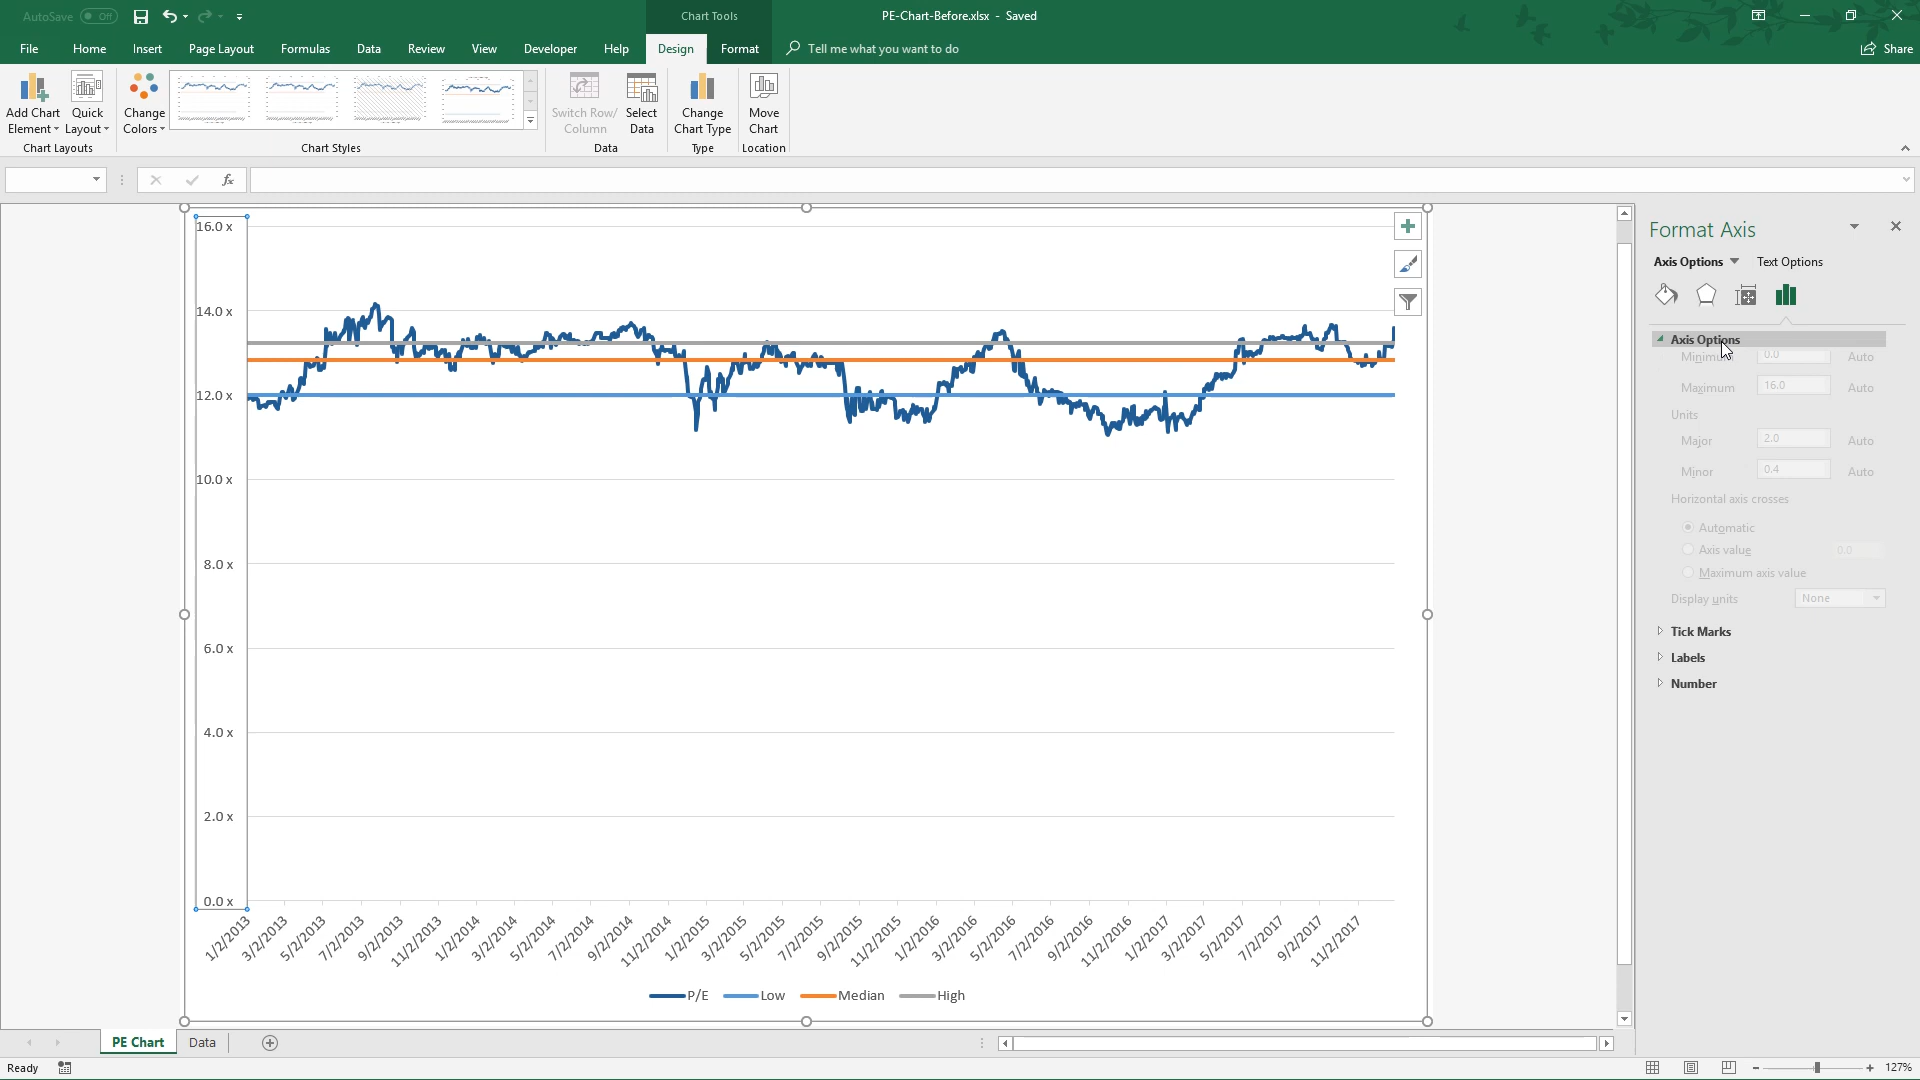 AutoSave Off
Chart Tools
PE-Chart-Before.xlsx - Saved
File Home Insert Page Layout Formulas Data Review View Developer Help Design Format Tell me what you want to do Share
Add Chart Element
Quick Layout
Chart Layouts
Change Colors
Chart Styles
Switch Row/ Column
Select Data
Data
Change Chart Type
Type
Move Chart
Location
fx
16.0 x
14.0 x
12.0 x
10.0 x
8.0 x
6.0 x
4.0 x
2.0 x
0.0 x
1/2/2013 3/2/2013 5/2/2013 7/2/2013 9/2/2013 11/2/2013 1/2/2014 3/2/2014 5/2/2014 7/2/2014 9/2/2014 11/2/2014 1/2/2015 3/2/2015 5/2/2015 7/2/2015 9/2/2015 11/2/2015 1/2/2016 3/2/2016 5/2/2016 7/2/2016 9/2/2016 11/2/2016 1/2/2017 3/2/2017 5/2/2017 7/2/2017 9/2/2017 11/2/2017
P/E Low Median High
Format Axis
Axis Options Text Options
Axis Options
Minimum 0.0 Auto
Maximum 16.0 Auto
Units
Major 2.0 Auto
Minor 0.4 Auto
Horizontal axis crosses
Automatic
Axis value 0.0
Maximum axis value
Display units None
Tick Marks
Labels
Number
PE Chart Data
Ready
127%